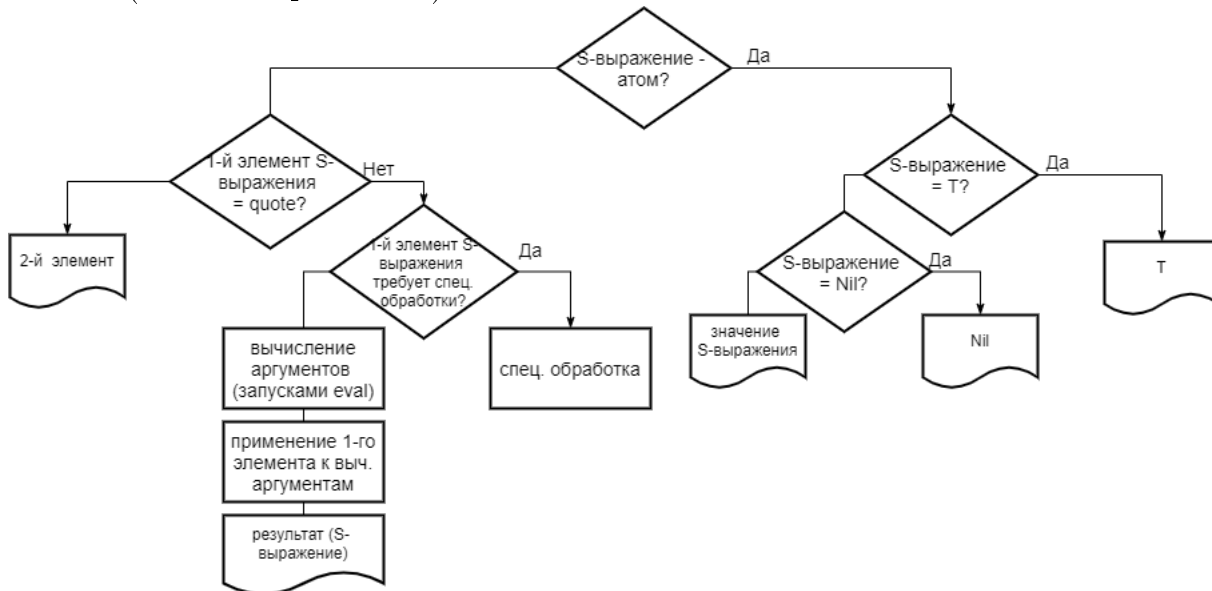 S-выражение -
атом?
Да
1-й элемент S-
выражения
= quote?
Нет
S-выражение
= T?
Да
2-й элемент
1-й элемент S-
выражения
требует спец.
обработки?
Да
S-выражение
= Nil?
Да
T
вычисление
аргументов
(запусками eval)
спец. обработка
значение
S-выражения
Nil
применение 1-го
элемента к выч.
аргументам
результат (S-
выражение)